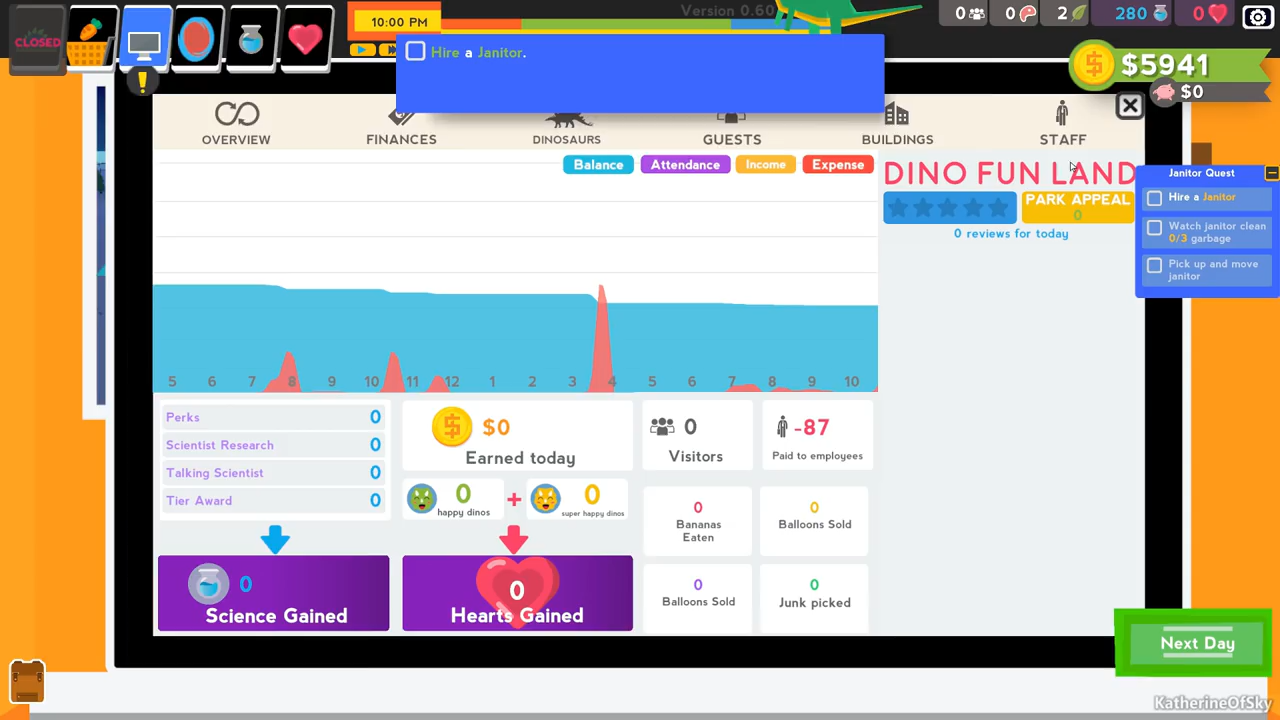 Version 0.60
CLOSED
10:00 PM
0
0
2
280
0
Hire a Janitor.
$5941
$0
OVERVIEW
FINANCES
DINOSAURS
GUESTS
BUILDINGS
STAFF
Balance
Attendance
Income
Expense
DINO FUN LAND
PARK APPEAL
0
0 reviews for today
Janitor Quest
Hire a Janitor
Watch janitor clean
0/3 garbage
Pick up and move
janitor
5 6 7 8 9 10 11 12 1 2 3 4 5 6 7 8 9 10
Perks 0
Scientist Research 0
Talking Scientist 0
Tier Award 0
$0
Earned today
0
happy dinos
+
0
super happy dinos
0
Visitors
-87
Paid to employees
0
Bananas
Eaten
0
Balloons Sold
0
Balloons Sold
0
Junk picked
0
Science Gained
0
Hearts Gained
Next Day
KatherineOfSky